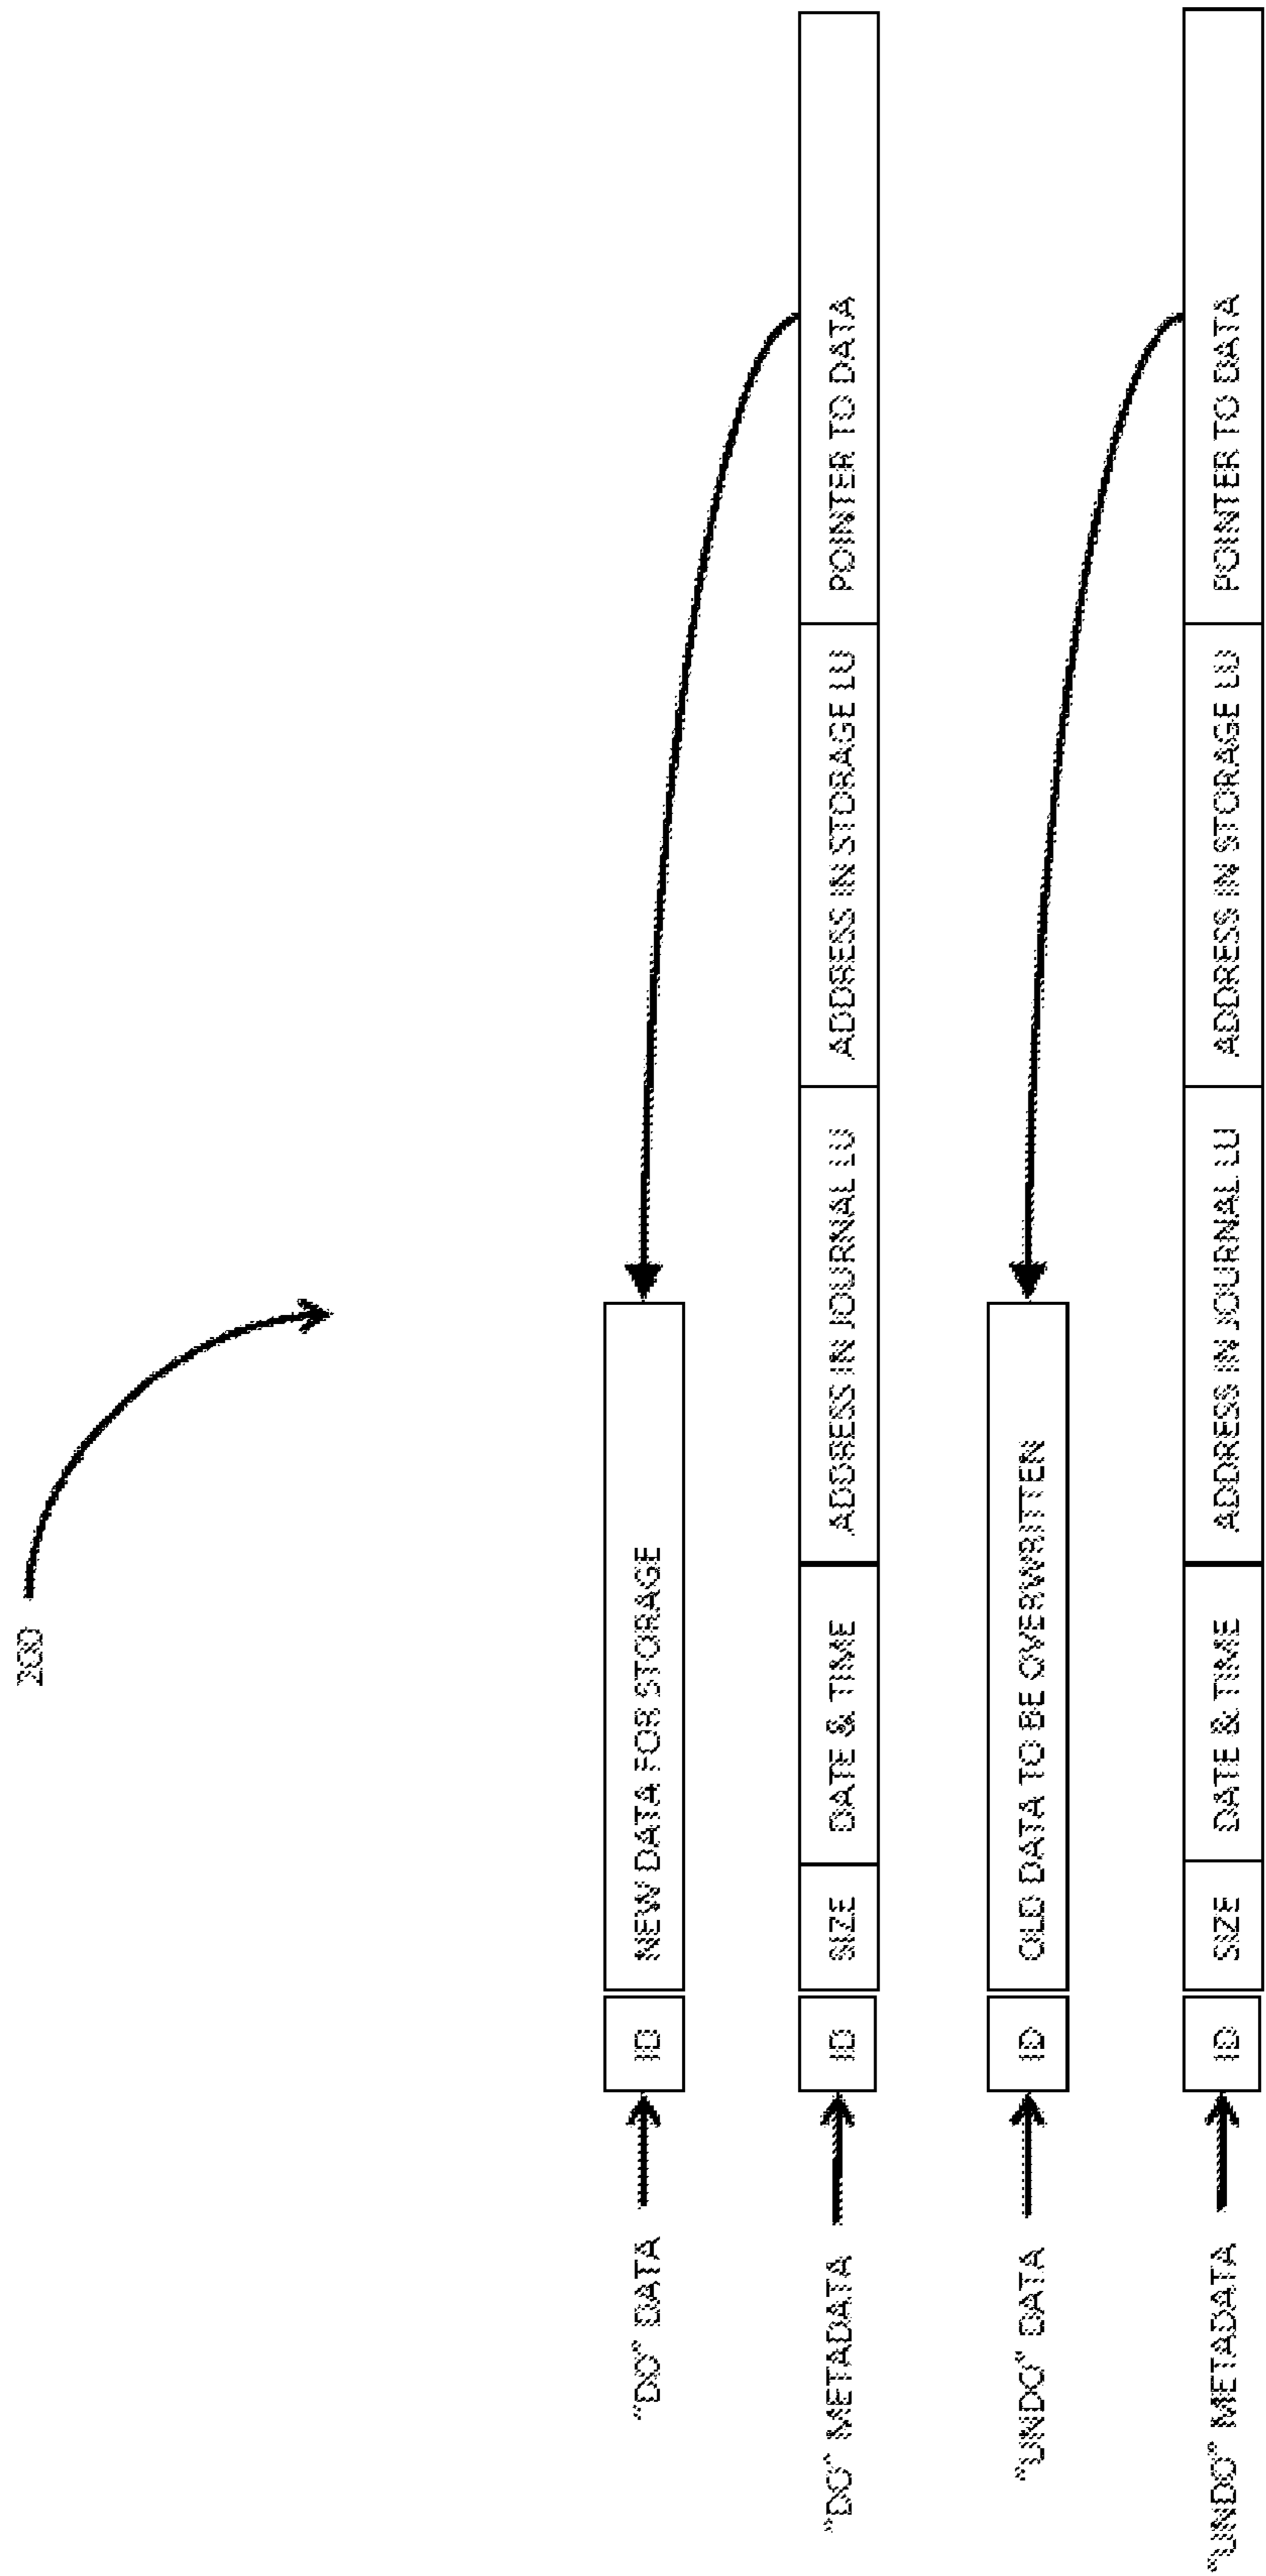 200
"DO" DATA
ID
NEW DATA FOR STORAGE
"DO" METADATA
ID
SIZE
DATE & TIME
ADDRESS IN JOURNAL LU
ADDRESS IN STORAGE LU
POINTER TO DATA
"UNDO" DATA
ID
OLD DATA TO BE OVERWRITTEN
"UNDO" METADATA
ID
SIZE
DATE & TIME
ADDRESS IN JOURNAL LU
ADDRESS IN STORAGE LU
POINTER TO DATA